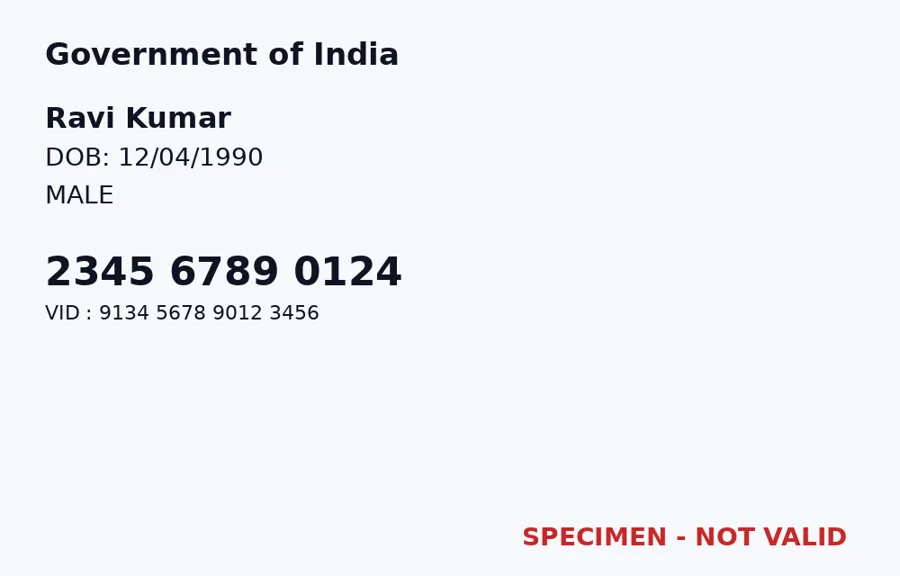 Government of India
Ravi Kumar
DOB: 12/04/1990
MALE
2345 6789 0124
VID : 9134 5678 9012 3456
SPECIMEN - NOT VALID